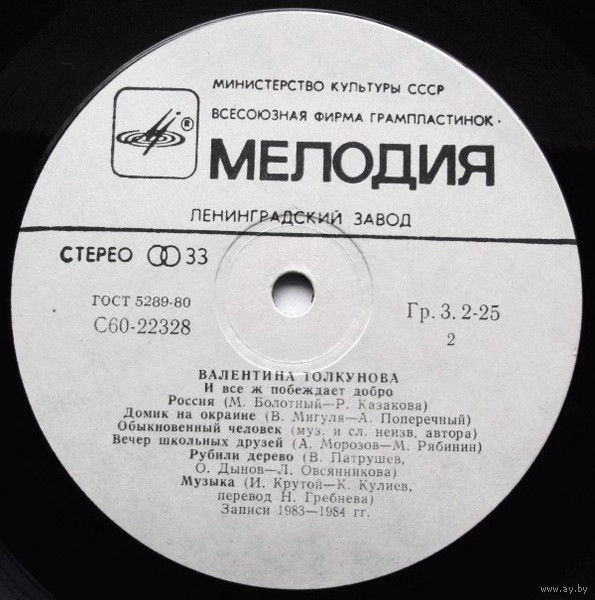 МИНИСТЕРСТВО КУЛЬТУРЫ СССР
ВСЕСОЮЗНАЯ ФИРМА ГРАМПЛАСТИНОК ·
®
МЕЛОДИЯ
ЛЕНИНГРАДСКИЙ ЗАВОД
СТЕРЕО 33
ГОСТ 5289-80
С60-22328
Гр. 3. 2-25
2
ВАЛЕНТИНА ТОЛКУНОВА
И все ж побеждает добро
Россия (М. Болотный—Р. Казакова)
Домик на окраине (В. Мигуля—А. Поперечный)
Обыкновенный человек (муз. и сл. неизв. автора)
Вечер школьных друзей (А. Морозов—М. Рябинин)
Рубили дерево (В. Патрушев,
О. Дынов—Л. Овсянникова)
Музыка (И. Крутой—К. Кулиев,
перевод Н. Гребнева)
Записи 1983—1984 гг.
www.ay.by